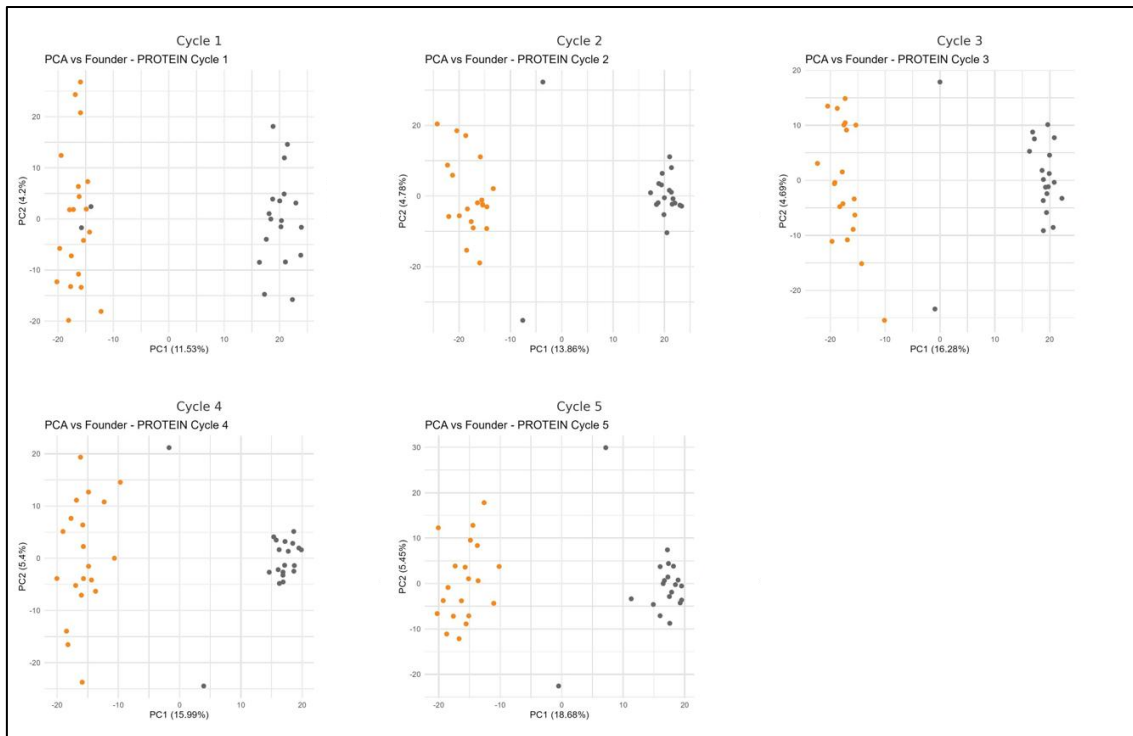 Cycle 1
PCA vs Founder - PROTEIN Cycle 1
20
10
0
-10
-20
PC2 (4.2%)
-20
-10
0
10
20
PC1 (11.53%)
Cycle 2
PCA vs Founder - PROTEIN Cycle 2
20
0
-20
PC2 (4.78%)
-20
-10
0
10
20
PC1 (13.86%)
Cycle 3
PCA vs Founder - PROTEIN Cycle 3
20
10
0
-10
-20
PC2 (4.69%)
-20
-10
0
10
20
PC1 (16.28%)
Cycle 4
PCA vs Founder - PROTEIN Cycle 4
20
10
0
-10
-20
PC2 (5.4%)
-20
-10
0
10
20
PC1 (15.99%)
Cycle 5
PCA vs Founder - PROTEIN Cycle 5
30
20
10
0
-10
-20
PC2 (5.45%)
-20
-10
0
10
20
PC1 (18.68%)